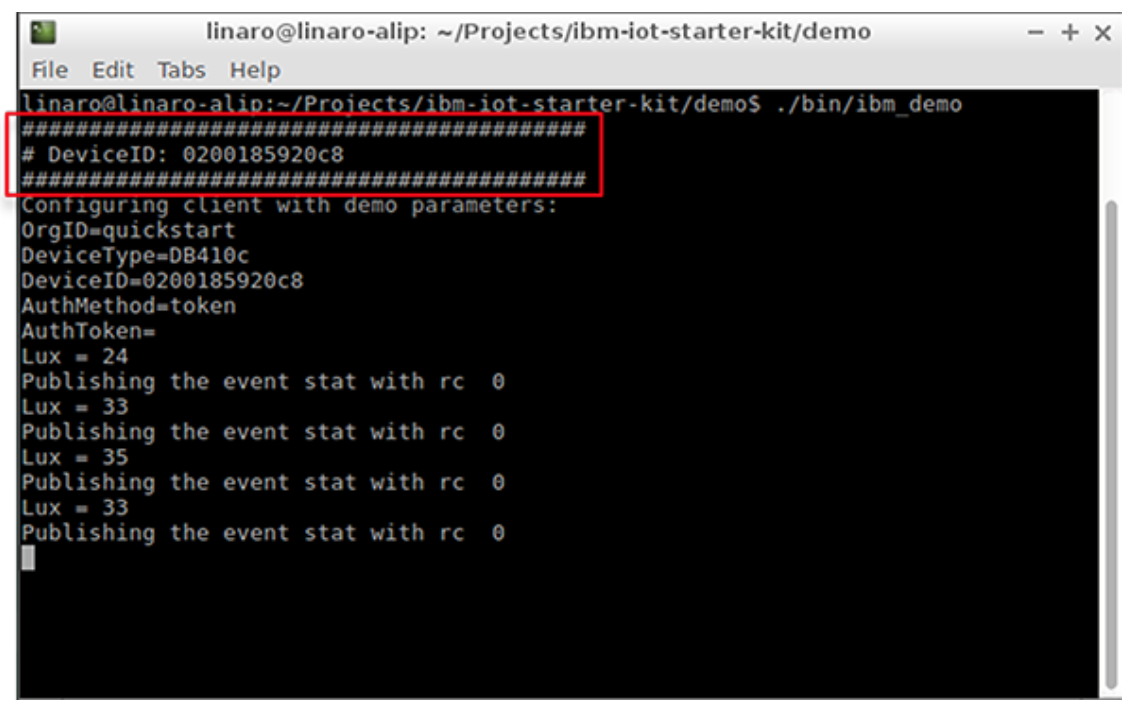 linaro@linaro-alip: ~/Projects/ibm-iot-starter-kit/demo
File Edit Tabs Help
linaro@linaro-alip:~/Projects/ibm-iot-starter-kit/demo$ ./bin/ibm_demo
##########################################
# DeviceID: 0200185920c8
##########################################
Configuring client with demo parameters:
OrgID=quickstart
DeviceType=DB410c
DeviceID=0200185920c8
AuthMethod=token
AuthToken=
Lux = 24
Publishing the event stat with rc  0
Lux = 33
Publishing the event stat with rc  0
Lux = 35
Publishing the event stat with rc  0
Lux = 33
Publishing the event stat with rc  0